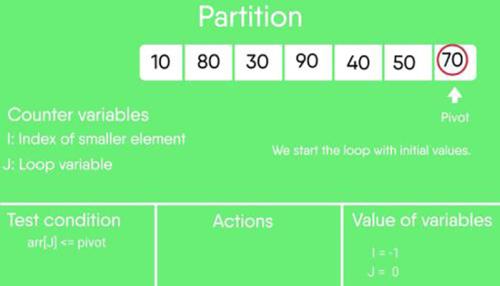 Partition
10 80 30 90 40 50 70
Pivot
Counter variables
I: Index of smaller element
J: Loop variable
We start the loop with initial values.
Test condition
arr[J] <= pivot
Actions
Value of variables
I = -1
J = 0